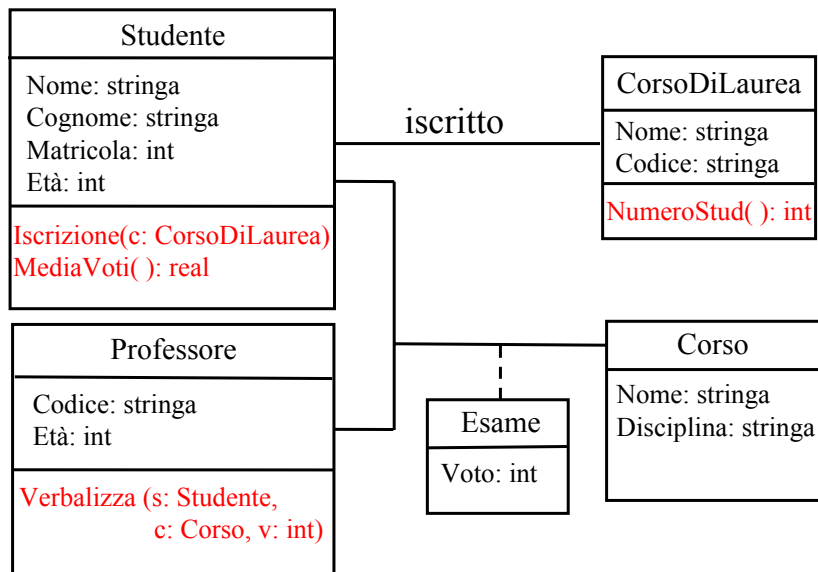 Studente
Nome: stringa
Cognome: stringa
Matricola: int
Età: int
Iscrizione(c: CorsoDiLaurea)
MediaVoti( ): real
iscritto
CorsoDiLaurea
Nome: stringa
Codice: stringa
NumeroStud( ): int
Professore
Codice: stringa
Età: int
Verbalizza (s: Studente,
c: Corso, v: int)
Esame
Voto: int
Corso
Nome: stringa
Disciplina: stringa